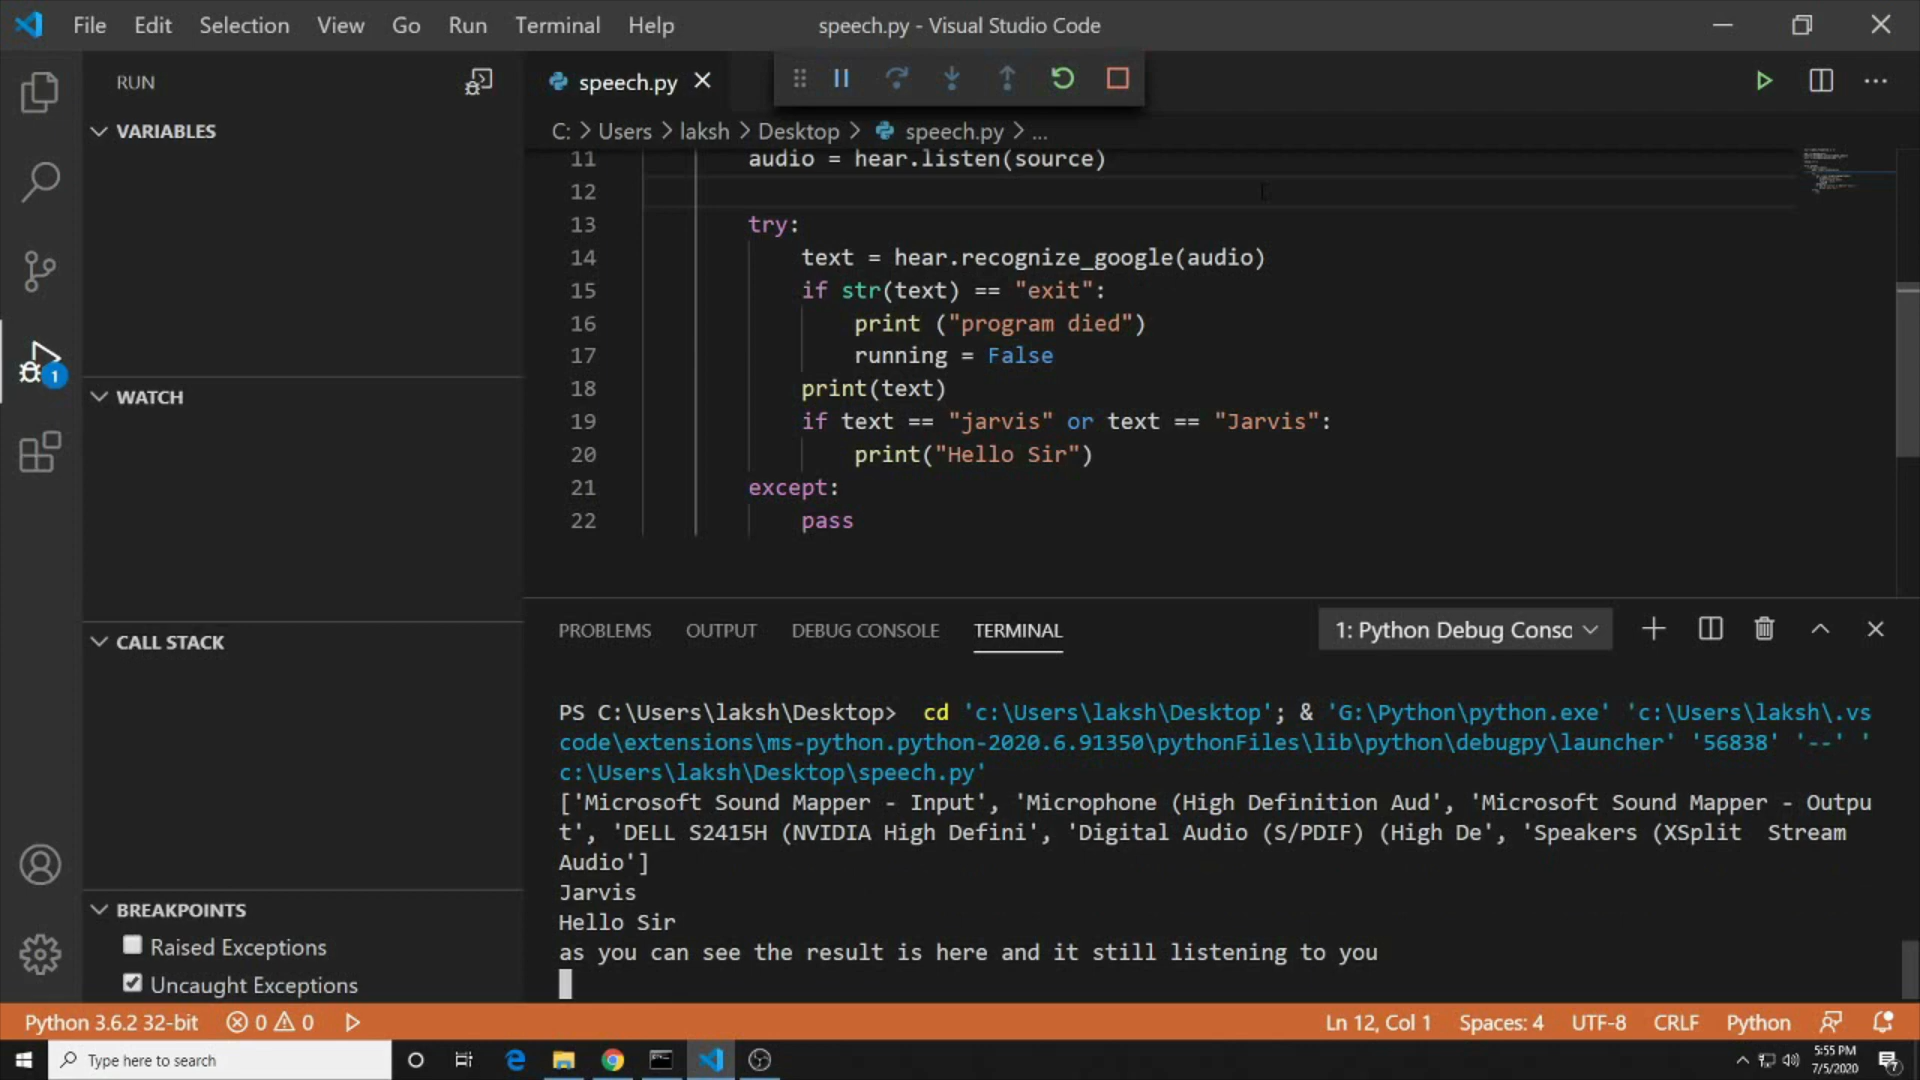 File Edit Selection View Go Run Terminal Help speech.py - Visual Studio Code
RUN
speech.py
VARIABLES
C: > Users > laksh > Desktop > speech.py > ...
11 audio = hear.listen(source)
12
13 try:
14 text = hear.recognize_google(audio)
15 if str(text) == "exit":
16 print ("program died")
17 running = False
18 print(text)
19 if text == "jarvis" or text == "Jarvis":
20 print("Hello Sir")
21 except:
22 pass
1
WATCH
CALL STACK
BREAKPOINTS
Raised Exceptions
Uncaught Exceptions
PROBLEMS OUTPUT DEBUG CONSOLE TERMINAL 1: Python Debug Consc
PS C:\Users\laksh\Desktop> cd 'c:\Users\laksh\Desktop'; & 'G:\Python\python.exe' 'c:\Users\laksh\.vs
code\extensions\ms-python.python-2020.6.91350\pythonFiles\lib\python\debugpy\launcher' '56838' '--' '
c:\Users\laksh\Desktop\speech.py'
['Microsoft Sound Mapper - Input', 'Microphone (High Definition Aud', 'Microsoft Sound Mapper - Outpu
t', 'DELL S2415H (NVIDIA High Defini', 'Digital Audio (S/PDIF) (High De', 'Speakers (XSplit Stream
Audio']
Jarvis
Hello Sir
as you can see the result is here and it still listening to you
Python 3.6.2 32-bit 0 0 Ln 12, Col 1 Spaces: 4 UTF-8 CRLF Python
Type here to search
5:55 PM
7/5/2020
7